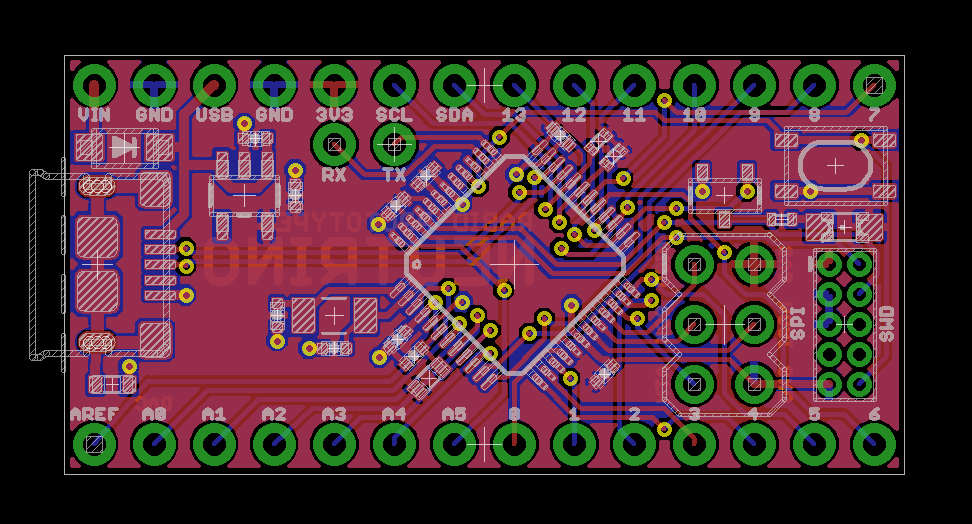 VIN GND USB GND 3V3 SCL SDA 13 12 11 10 9 8 7
RX TX
SPI
SWD
AREF A0 A1 A2 A3 A4 A5 0 1 2 3 4 5 6